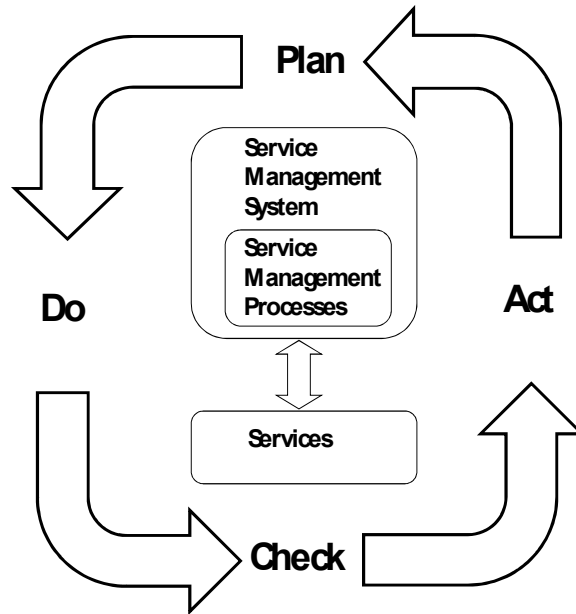 Plan
Service
Management
System
Service
Management
Processes
Do
Act
Services
Check